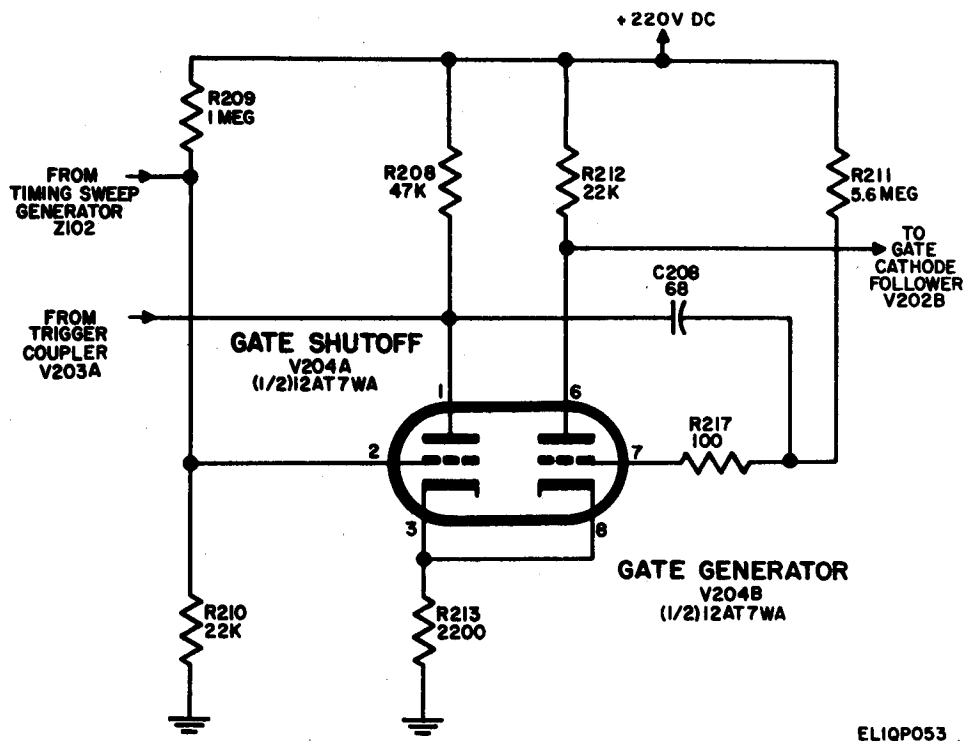 +220V DC
R209
1 MEG
FROM
TIMING SWEEP
GENERATOR
Z102
R208
47K
R212
22K
R211
5.6 MEG
TO
GATE
CATHODE
FOLLOWER
V202B
C208
68
FROM
TRIGGER
COUPLER
V203A
GATE SHUTOFF
V204A
(1/2)12AT7WA
1
6
2
7
R217
100
3
8
GATE GENERATOR
V204B
(1/2)12AT7WA
R210
22K
R213
2200
EL1QP053